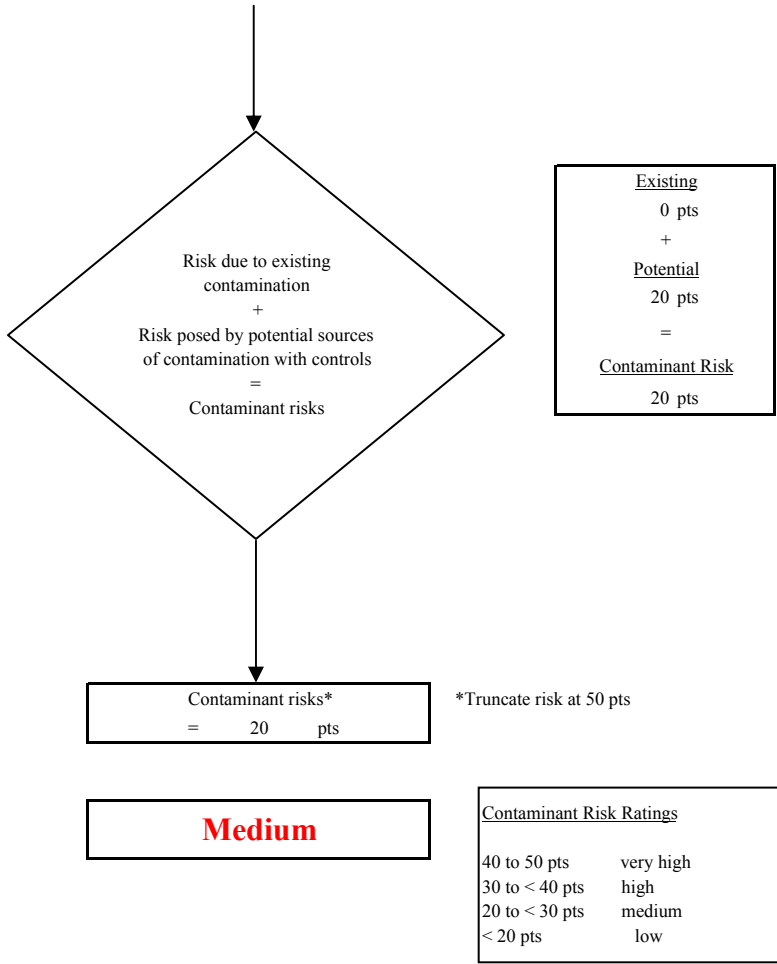 Risk due to existing
contamination
+
Risk posed by potential sources
of contamination with controls
=
Contaminant risks
Existing
0 pts
+
Potential
20 pts
=
Contaminant Risk
20 pts
Contaminant risks*
= 20 pts
*Truncate risk at 50 pts
Medium
Contaminant Risk Ratings
40 to 50 pts very high
30 to < 40 pts high
20 to < 30 pts medium
< 20 pts low